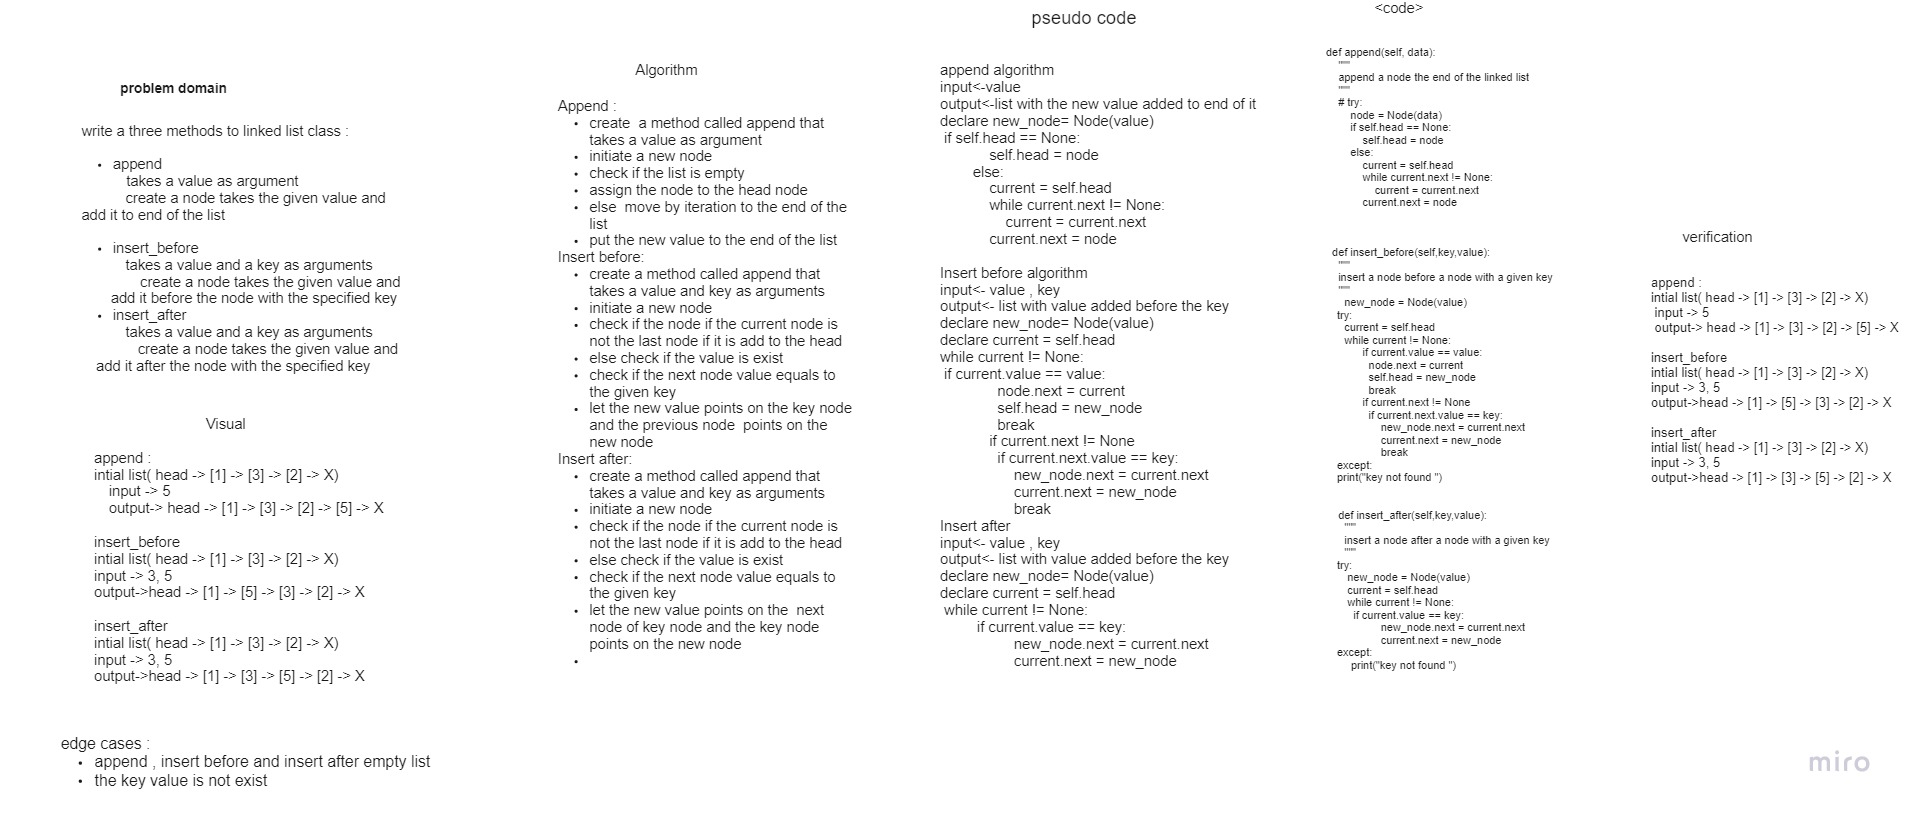 problem domain
write a three methods to linked list class :
• append
takes a value as argument
create a node takes the given value and
add it to end of the list
• insert_before
takes a value and a key as arguments
create a node takes the given value and
add it before the node with the specified key
• insert_after
takes a value and a key as arguments
create a node takes the given value and
add it after the node with the specified key
Visual
append :
intial list( head -> [1] -> [3] -> [2] -> X)
input -> 5
output-> head -> [1] -> [3] -> [2] -> [5] -> X
insert_before
intial list( head -> [1] -> [3] -> [2] -> X)
input -> 3, 5
output->head -> [1] -> [5] -> [3] -> [2] -> X
insert_after
intial list( head -> [1] -> [3] -> [2] -> X)
input -> 3, 5
output->head -> [1] -> [3] -> [5] -> [2] -> X
edge cases :
• append , insert before and insert after empty list
• the key value is not exist
Algorithm
Append :
• create  a method called append that
takes a value as argument
• initiate a new node
• check if the list is empty
• assign the node to the head node
• else  move by iteration to the end of the
list
• put the new value to the end of the list
Insert before:
• create a method called append that
takes a value and key as arguments
• initiate a new node
• check if the node if the current node is
not the last node if it is add to the head
• else check if the value is exist
• check if the next node value equals to
the given key
• let the new value points on the key node
and the previous node  points on the
new node
Insert after:
• create a method called append that
takes a value and key as arguments
• initiate a new node
• check if the node if the current node is
not the last node if it is add to the head
• else check if the value is exist
• check if the next node value equals to
the given key
• let the new value points on the  next
node of key node and the key node
points on the new node
•
pseudo code
append algorithm
input<-value
output<-list with the new value added to end of it
declare new_node= Node(value)
if self.head == None:
self.head = node
else:
current = self.head
while current.next != None:
current = current.next
current.next = node
Insert before algorithm
input<- value , key
output<- list with value added before the key
declare new_node= Node(value)
declare current = self.head
while current != None:
if current.value == value:
node.next = current
self.head = new_node
break
if current.next != None
if current.next.value == key:
new_node.next = current.next
current.next = new_node
break
Insert after
input<- value , key
output<- list with value added before the key
declare new_node= Node(value)
declare current = self.head
while current != None:
if current.value == key:
new_node.next = current.next
current.next = new_node
<code>
def append(self, data):
"""
append a node the end of the linked list
"""
# try:
node = Node(data)
if self.head == None:
self.head = node
else:
current = self.head
while current.next != None:
current = current.next
current.next = node
def insert_before(self,key,value):
"""
insert a node before a node with a given key
"""
new_node = Node(value)
try:
current = self.head
while current != None:
if current.value == value:
node.next = current
self.head = new_node
break
if current.next != None
if current.next.value == key:
new_node.next = current.next
current.next = new_node
break
except:
print("key not found ")
def insert_after(self,key,value):
"""
insert a node after a node with a given key
"""
try:
new_node = Node(value)
current = self.head
while current != None:
if current.value == key:
new_node.next = current.next
current.next = new_node
except:
print("key not found ")
verification
append :
intial list( head -> [1] -> [3] -> [2] -> X)
input -> 5
output-> head -> [1] -> [3] -> [2] -> [5] -> X
insert_before
intial list( head -> [1] -> [3] -> [2] -> X)
input -> 3, 5
output->head -> [1] -> [5] -> [3] -> [2] -> X
insert_after
intial list( head -> [1] -> [3] -> [2] -> X)
input -> 3, 5
output->head -> [1] -> [3] -> [5] -> [2] -> X
miro